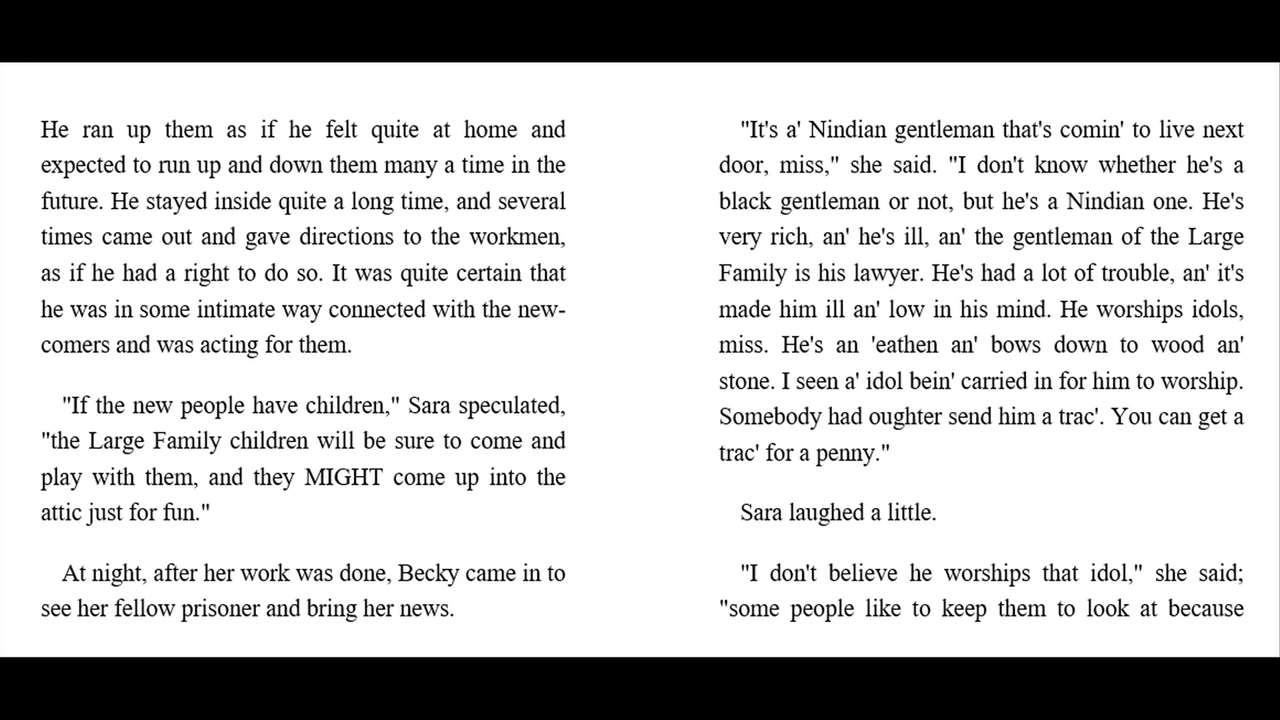 He ran up them as if he felt quite at home and
expected to run up and down them many a time in the
future. He stayed inside quite a long time, and several
times came out and gave directions to the workmen,
as if he had a right to do so. It was quite certain that
he was in some intimate way connected with the new-
comers and was acting for them.
"If the new people have children," Sara speculated,
"the Large Family children will be sure to come and
play with them, and they MIGHT come up into the
attic just for fun."
At night, after her work was done, Becky came in to
see her fellow prisoner and bring her news.
"It's a' Nindian gentleman that's comin' to live next
door, miss," she said. "I don't know whether he's a
black gentleman or not, but he's a Nindian one. He's
very rich, an' he's ill, an' the gentleman of the Large
Family is his lawyer. He's had a lot of trouble, an' it's
made him ill an' low in his mind. He worships idols,
miss. He's an 'eathen an' bows down to wood an'
stone. I seen a' idol bein' carried in for him to worship.
Somebody had oughter send him a trac'. You can get a
trac' for a penny."
Sara laughed a little.
"I don't believe he worships that idol," she said;
"some people like to keep them to look at because